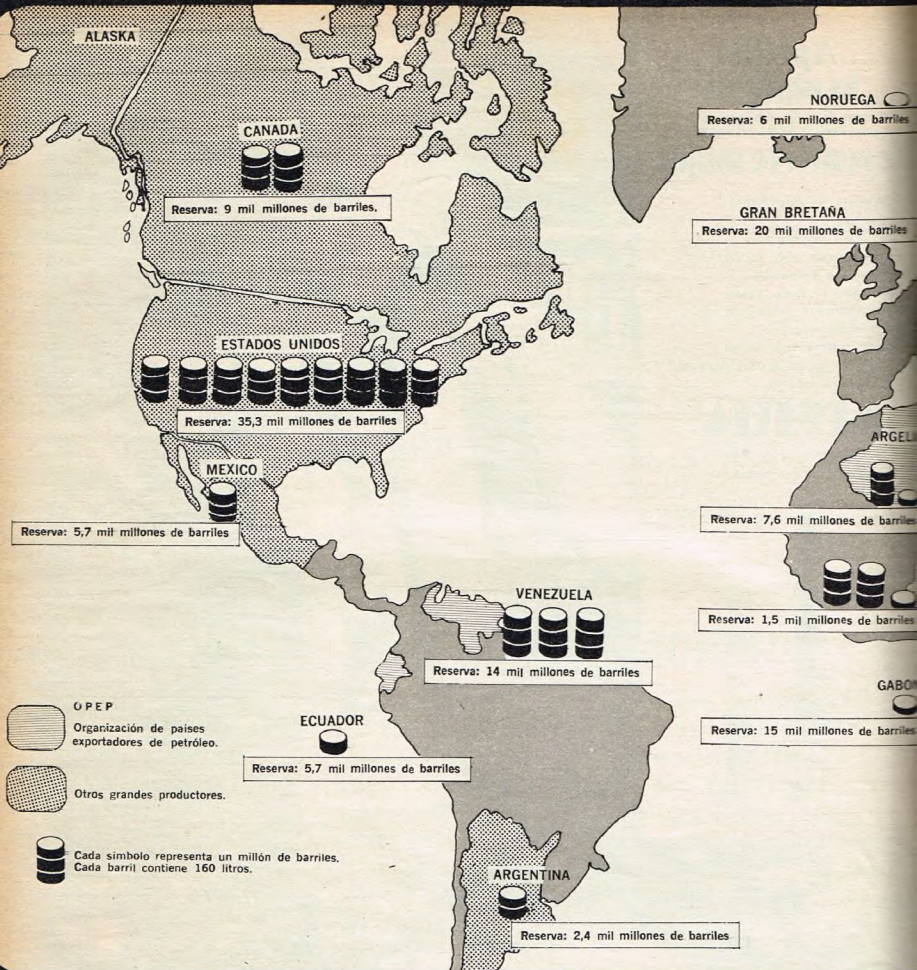 ALASKA
CANADA
Reserva: 9 mil millones de barriles.
ESTADOS UNIDOS
Reserva: 35,3 mil millones de barriles
MEXICO
Reserva: 5,7 mil millones de barriles
NORUEGA
Reserva: 6 mil millones de barriles
GRAN BRETAÑA
Reserva: 20 mil millones de barriles
ARGEL
Reserva: 7,6 mil millones de barriles
Reserva: 1,5 mil millones de barriles
GABON
Reserva: 15 mil millones de barriles
VENEZUELA
Reserva: 14 mil millones de barriles
ECUADOR
Reserva: 5,7 mil millones de barriles
ARGENTINA
Reserva: 2,4 mil millones de barriles
OPEP
Organización de países
exportadores de petróleo.
Otros grandes productores.
Cada símbolo representa un millón de barriles.
Cada barril contiene 160 litros.